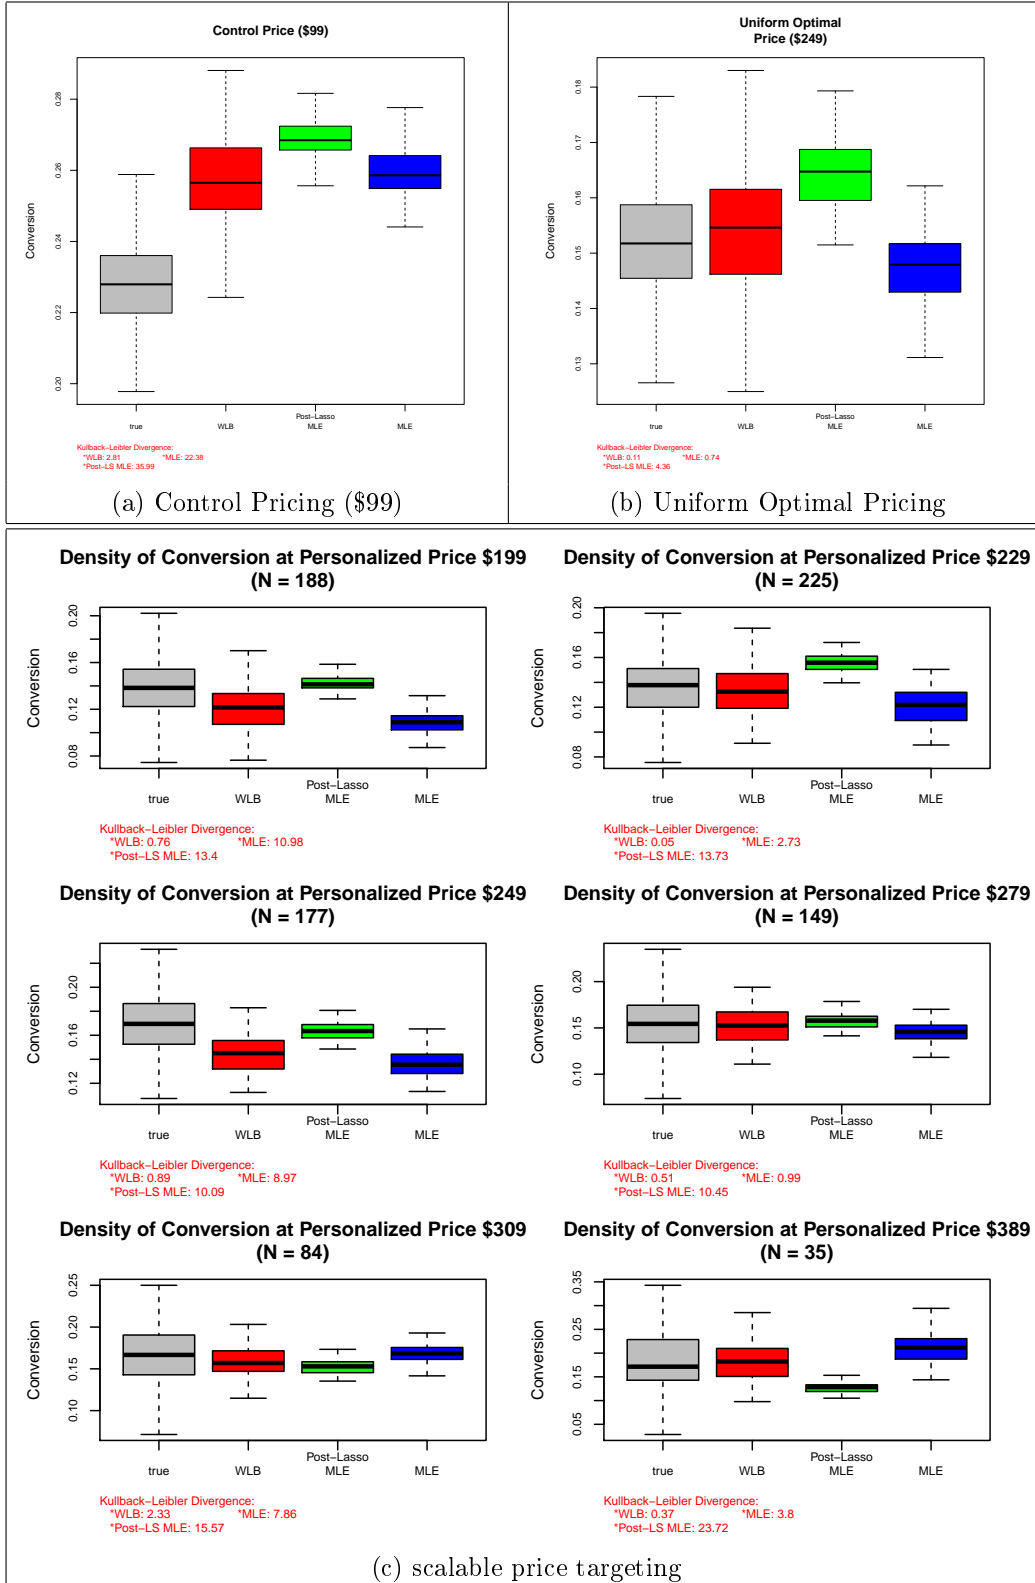 Control Price ($99)
Conversion
0.20
0.22
0.24
0.26
0.28
true
WLB
Post-Lasso
MLE
MLE
Kullback-Leibler Divergence:
*WLB: 2.81 *MLE: 22.38
*Post-LS MLE: 35.99
(a) Control Pricing ($99)
Uniform Optimal
Price ($249)
Conversion
0.13
0.14
0.15
0.16
0.17
0.18
true
WLB
Post-Lasso
MLE
MLE
Kullback-Leibler Divergence:
*WLB: 0.11 *MLE: 0.74
*Post-LS MLE: 4.36
(b) Uniform Optimal Pricing
Density of Conversion at Personalized Price $199
(N = 188)
Conversion
0.08
0.12
0.16
0.20
true
WLB
Post-Lasso
MLE
MLE
Kullback-Leibler Divergence:
*WLB: 0.76 *MLE: 10.98
*Post-LS MLE: 13.4
Density of Conversion at Personalized Price $229
(N = 225)
Conversion
0.08
0.12
0.16
0.20
true
WLB
Post-Lasso
MLE
MLE
Kullback-Leibler Divergence:
*WLB: 0.05 *MLE: 2.73
*Post-LS MLE: 13.73
Density of Conversion at Personalized Price $249
(N = 177)
Conversion
0.12
0.16
0.20
true
WLB
Post-Lasso
MLE
MLE
Kullback-Leibler Divergence:
*WLB: 0.89 *MLE: 8.97
*Post-LS MLE: 10.09
Density of Conversion at Personalized Price $279
(N = 149)
Conversion
0.10
0.15
0.20
true
WLB
Post-Lasso
MLE
MLE
Kullback-Leibler Divergence:
*WLB: 0.51 *MLE: 0.99
*Post-LS MLE: 10.45
Density of Conversion at Personalized Price $309
(N = 84)
Conversion
0.10
0.15
0.20
0.25
true
WLB
Post-Lasso
MLE
MLE
Kullback-Leibler Divergence:
*WLB: 2.33 *MLE: 7.86
*Post-LS MLE: 15.57
Density of Conversion at Personalized Price $389
(N = 35)
Conversion
0.05
0.15
0.25
0.35
true
WLB
Post-Lasso
MLE
MLE
Kullback-Leibler Divergence:
*WLB: 0.37 *MLE: 3.8
*Post-LS MLE: 23.72
(c) scalable price targeting